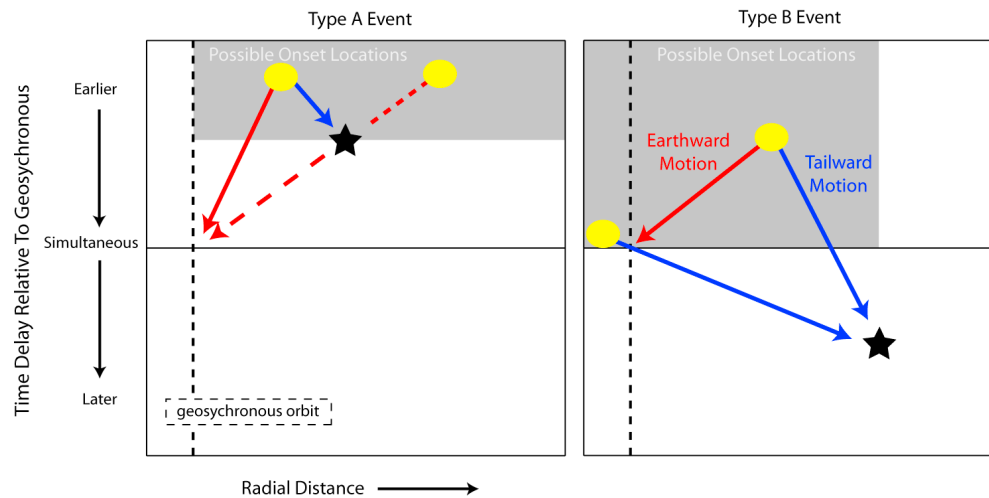 Type A Event
Type B Event
Possible Onset Locations
Possible Onset Locations
Earlier
Earthward
Motion
Tailward
Motion
Time Delay Relative To Geosychronous
Simultaneous
Later
geosychronous orbit
Radial Distance